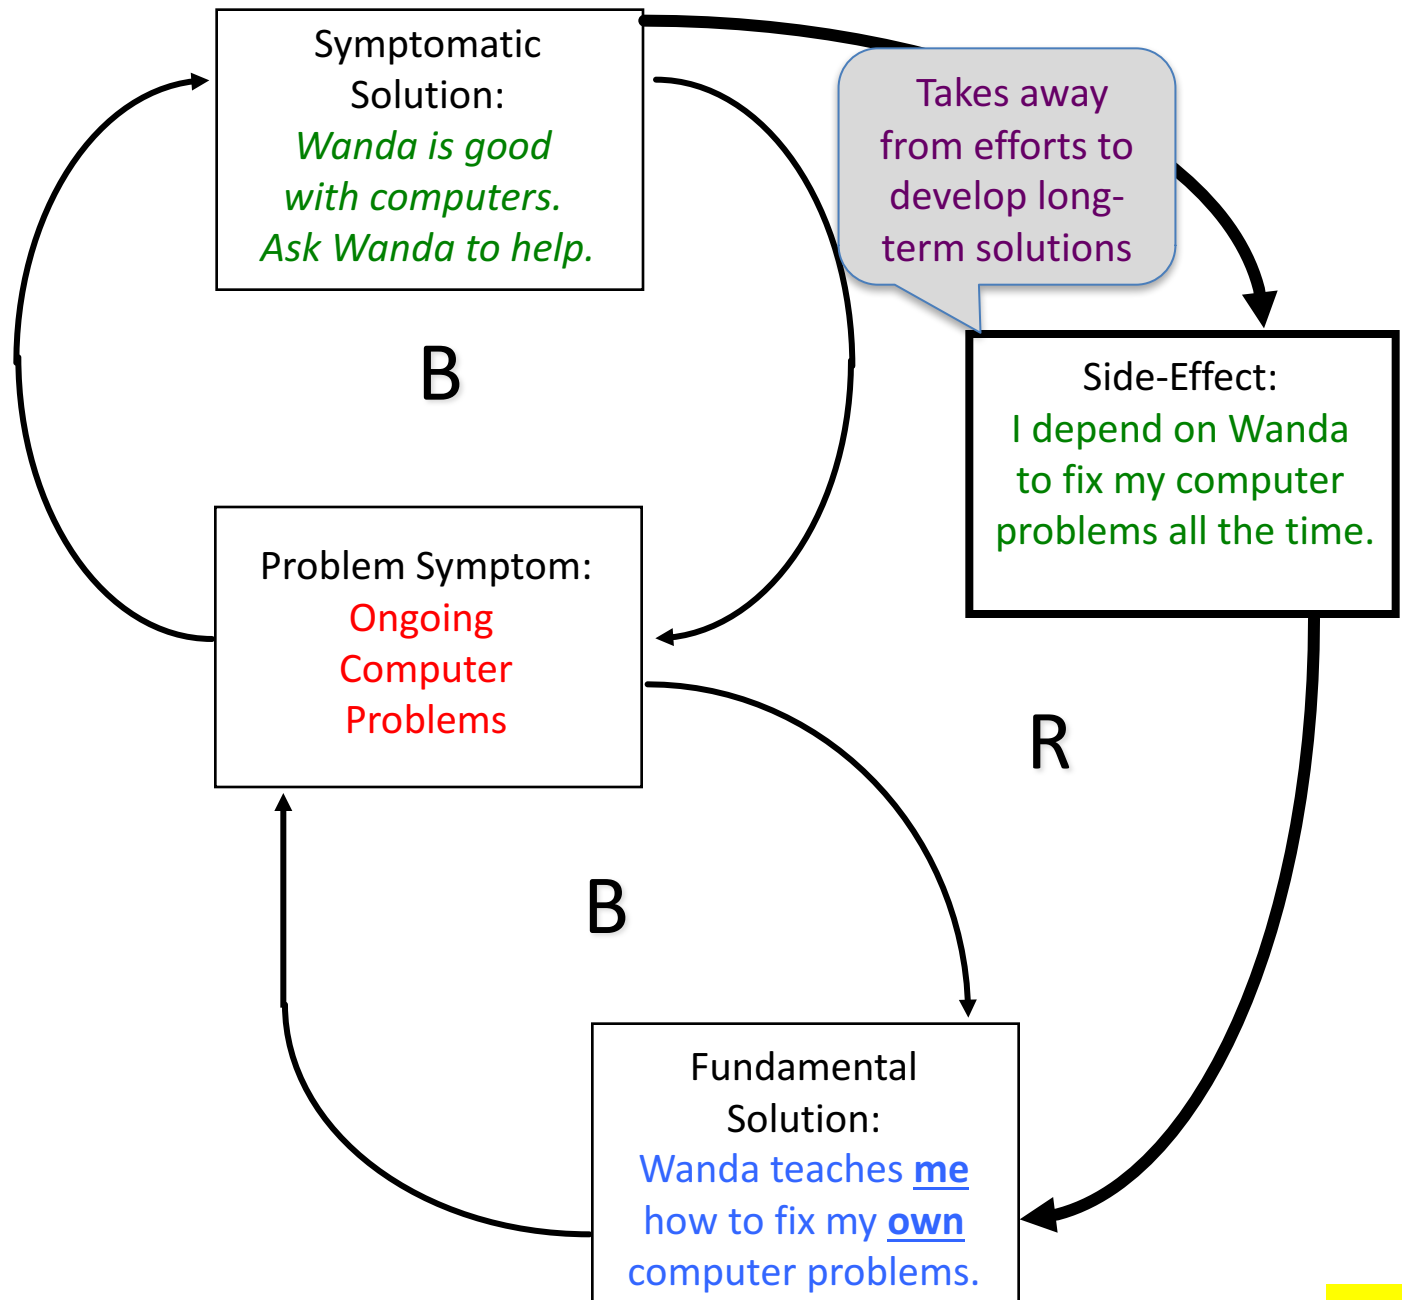 Symptomatic
Solution:
Wanda is good
with computers.
Ask Wanda to help.
Takes away
from efforts to
develop long-
term solutions
B
Side-Effect:
I depend on Wanda
to fix my computer
problems all the time.
Problem Symptom:
Ongoing
Computer
Problems
R
B
Fundamental
Solution:
Wanda teaches me
how to fix my own
computer problems.